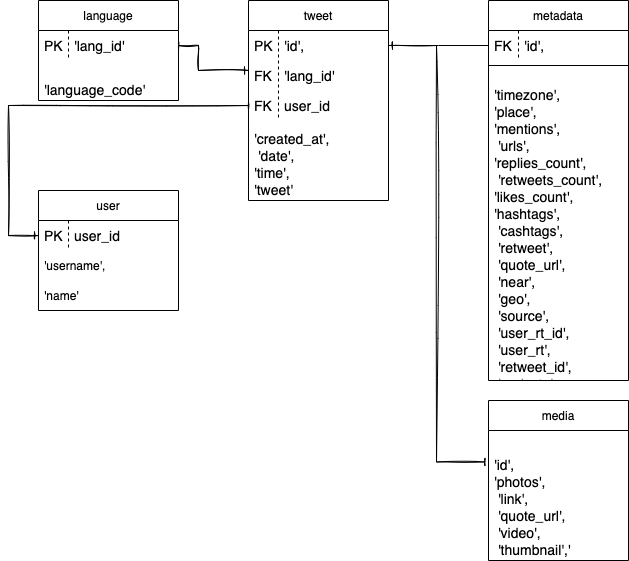 language
PK 'lang_id'
'language_code'
tweet
PK 'id',
FK 'lang_id'
FK user_id
'created_at',
'date',
'time',
'tweet'
metadata
FK 'id',
'timezone',
'place',
'mentions',
'urls',
'replies_count',
'retweets_count',
'likes_count',
'hashtags',
'cashtags',
'retweet',
'quote_url',
'near',
'geo',
'source',
'user_rt_id',
'user_rt',
'retweet_id',
user
PK user_id
'username',
'name'
media
'id',
'photos',
'link',
'quote_url',
'video',
'thumbnail','